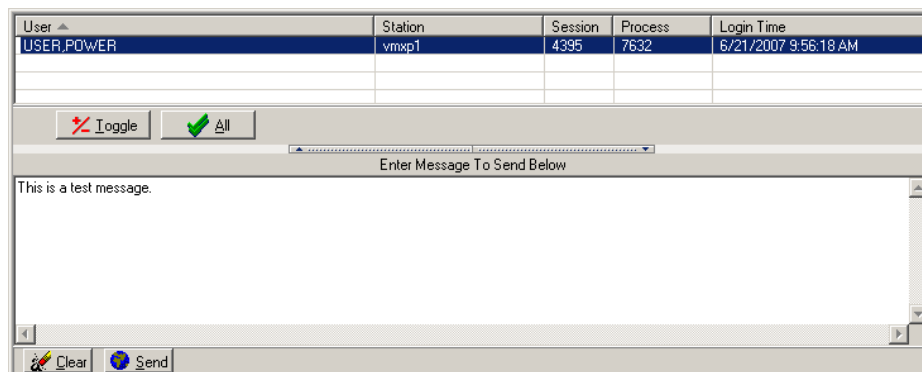 User Station Session Process Login Time
USER,POWER vmxp1 4395 7632 6/21/2007 9:56:18 AM
Toggle All
Enter Message To Send Below
This is a test message.
Clear Send